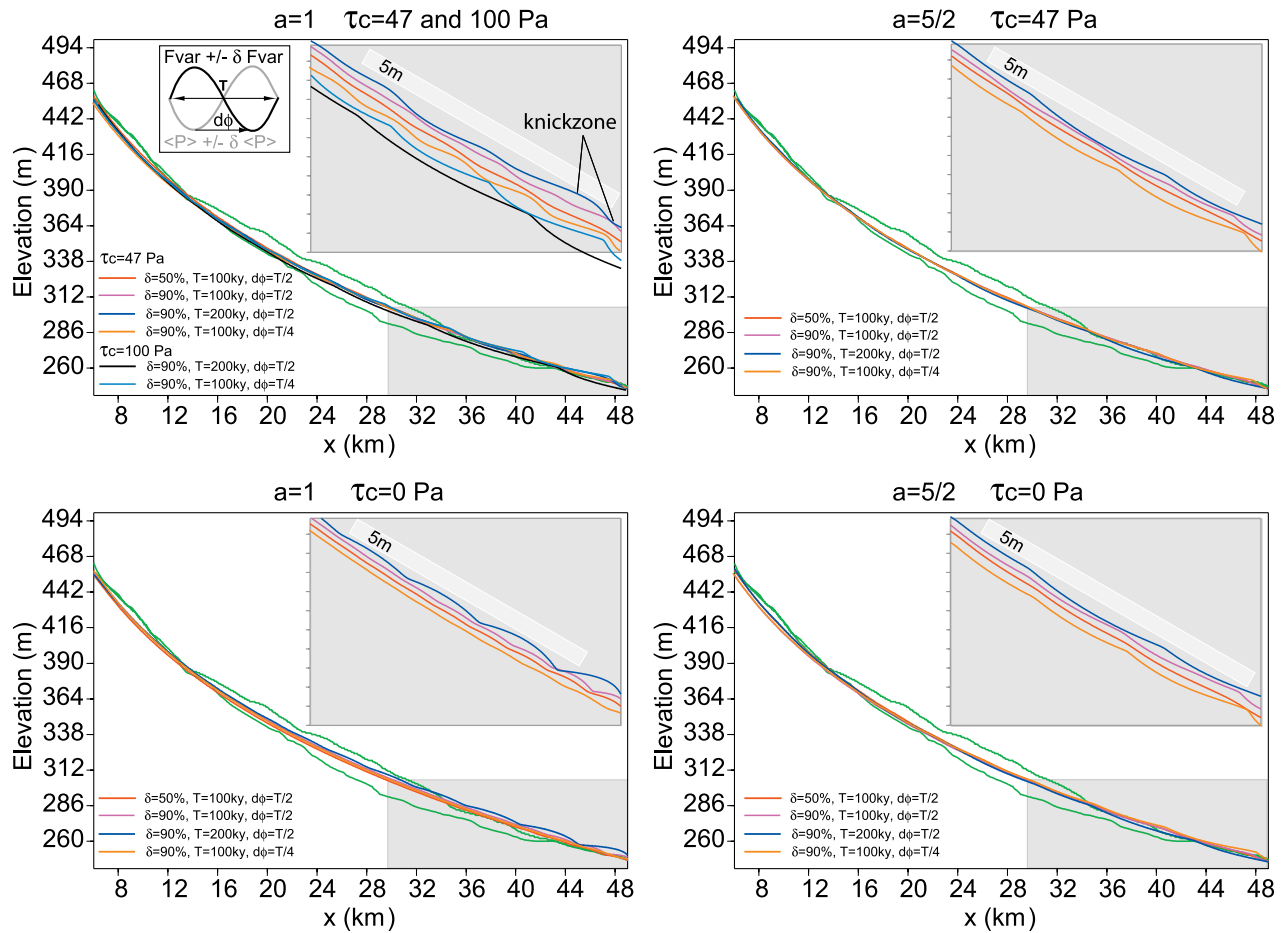 a=1 τc=47 and 100 Pa
Elevation (m)
494
468
442
416
390
364
338
312
286
260
Fvar +/- δ Fvar
T
dϕ
<P> +/- δ <P>
5m
knickzone
τc=47 Pa
δ=50%, T=100ky, dϕ=T/2
δ=90%, T=100ky, dϕ=T/2
δ=90%, T=200ky, dϕ=T/2
δ=90%, T=100ky, dϕ=T/4
τc=100 Pa
δ=90%, T=200ky, dϕ=T/2
δ=90%, T=100ky, dϕ=T/4
8 12 16 20 24 28 32 36 40 44 48
x (km)
a=5/2 τc=47 Pa
Elevation (m)
494
468
442
416
390
364
338
312
286
260
5m
δ=50%, T=100ky, dϕ=T/2
δ=90%, T=100ky, dϕ=T/2
δ=90%, T=200ky, dϕ=T/2
δ=90%, T=100ky, dϕ=T/4
8 12 16 20 24 28 32 36 40 44 48
x (km)
a=1 τc=0 Pa
Elevation (m)
494
468
442
416
390
364
338
312
286
260
5m
δ=50%, T=100ky, dϕ=T/2
δ=90%, T=100ky, dϕ=T/2
δ=90%, T=200ky, dϕ=T/2
δ=90%, T=100ky, dϕ=T/4
8 12 16 20 24 28 32 36 40 44 48
x (km)
a=5/2 τc=0 Pa
Elevation (m)
494
468
442
416
390
364
338
312
286
260
5m
δ=50%, T=100ky, dϕ=T/2
δ=90%, T=100ky, dϕ=T/2
δ=90%, T=200ky, dϕ=T/2
δ=90%, T=100ky, dϕ=T/4
8 12 16 20 24 28 32 36 40 44 48
x (km)